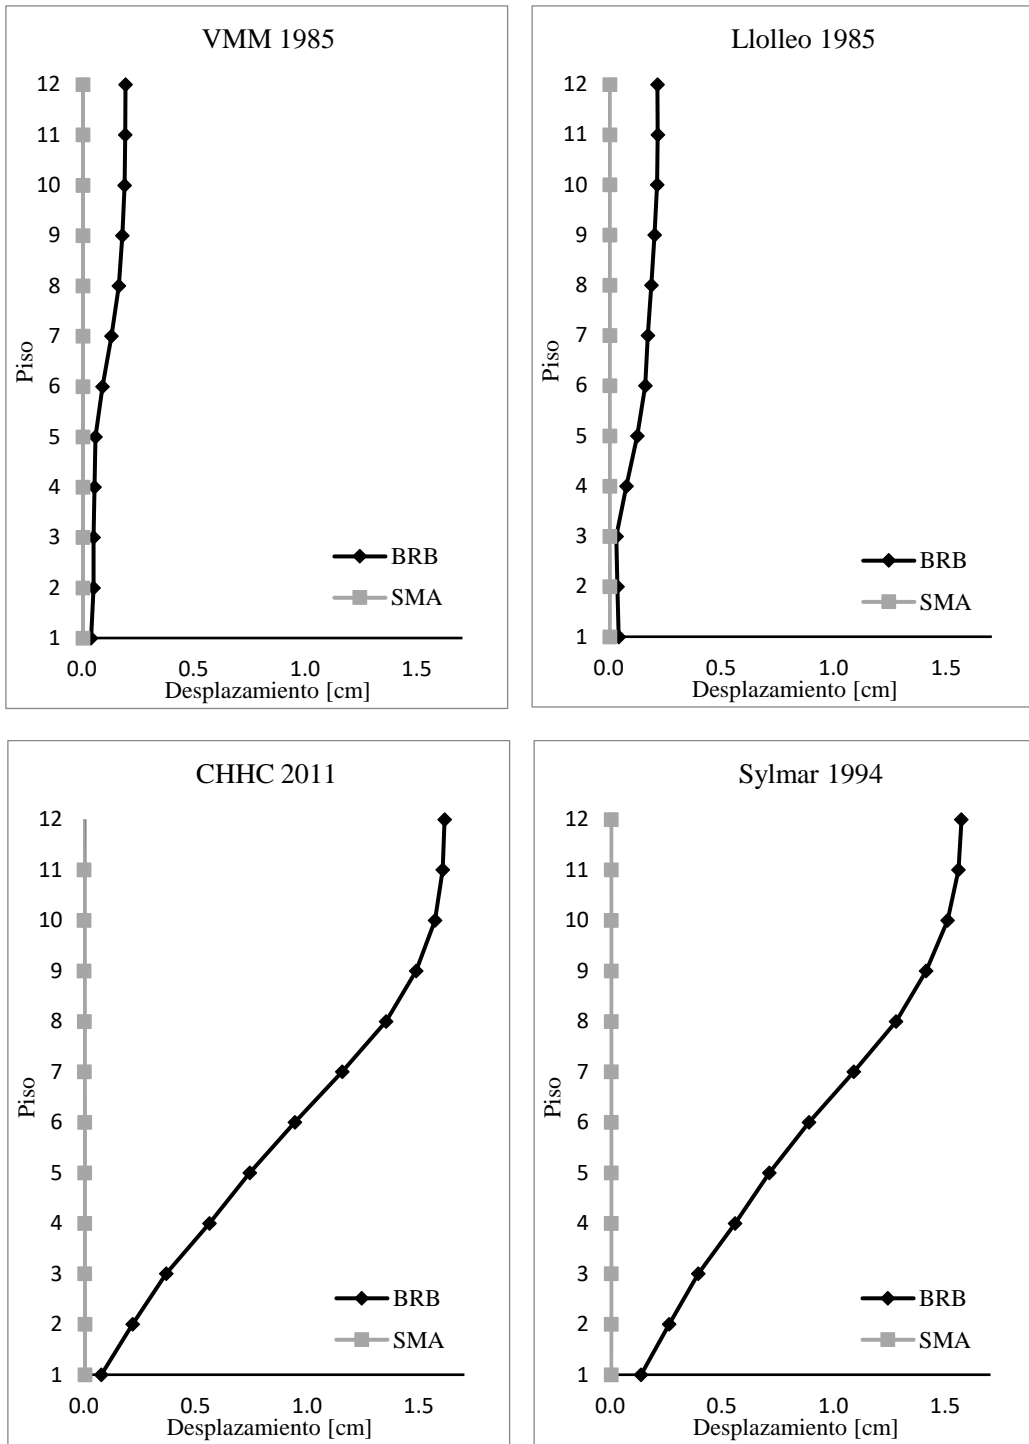 VMM 1985
12
11
10
9
8
7
6
5
4
3
2
1
Piso
BRB
SMA
0.0 0.5 1.0 1.5
Desplazamiento [cm]
Llolleo 1985
12
11
10
9
8
7
6
5
4
3
2
1
Piso
BRB
SMA
0.0 0.5 1.0 1.5
Desplazamiento [cm]
CHHC 2011
12
11
10
9
8
7
6
5
4
3
2
1
Piso
BRB
SMA
0.0 0.5 1.0 1.5
Desplazamiento [cm]
Sylmar 1994
12
11
10
9
8
7
6
5
4
3
2
1
Piso
BRB
SMA
0.0 0.5 1.0 1.5
Desplazamiento [cm]